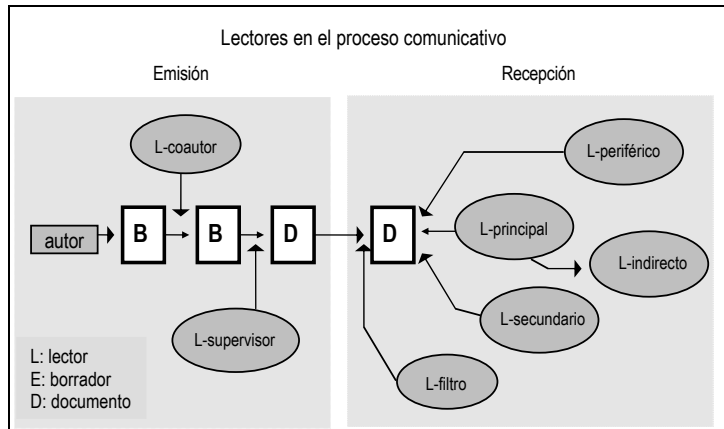 Lectores en el proceso comunicativo
Emisión
Recepción
L-coautor
L-periférico
autor
B
B
D
D
L-principal
L-indirecto
L-supervisor
L-secundario
L-filtro
L: lector
E: borrador
D: documento